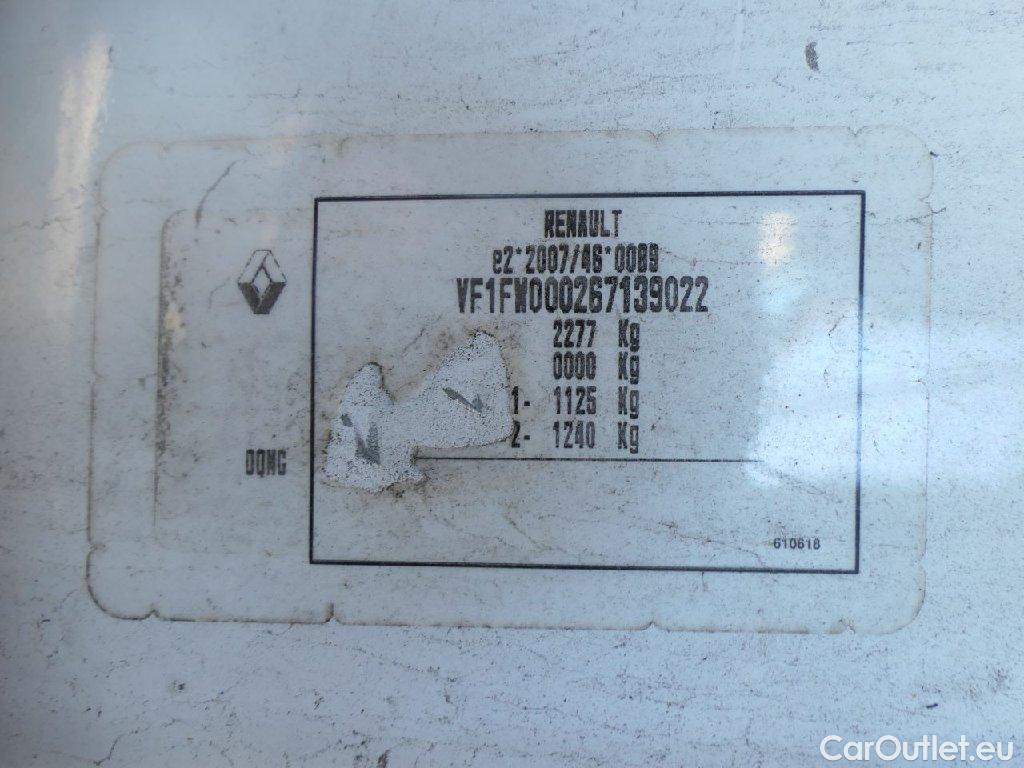 RENAULT
e2*2007/46*0089
VF1FW000267139022
2277 Kg
0000 Kg
1- 1125 Kg
2- 1240 Kg
DQNG
610618
CarOutlet.eu